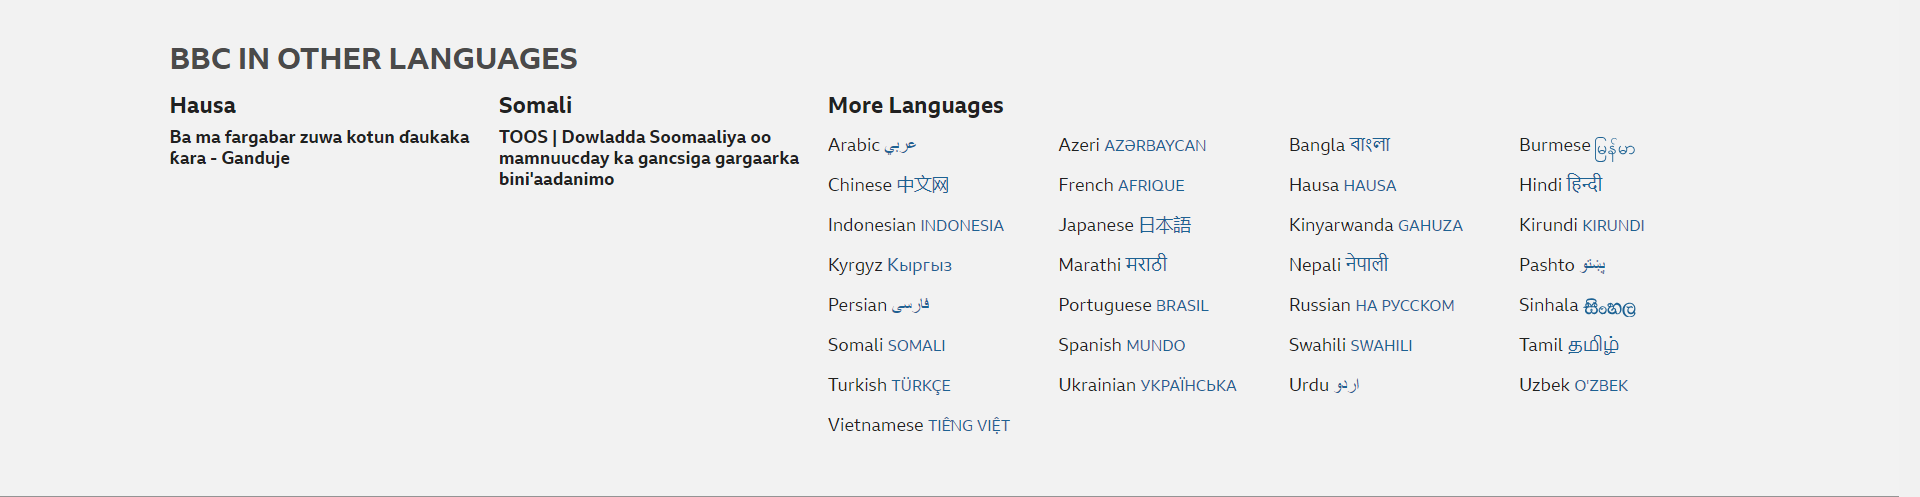 BBC IN OTHER LANGUAGES
Hausa
Ba ma fargabar zuwa kotun ɗaukaka
ƙara - Ganduje
Somali
TOOS | Dowladda Soomaaliya oo
mamnuucday ka gancsiga gargaarka
bini'aadanimo
More Languages
Arabic عربي
Azeri AZƏRBAYCAN
Bangla বাংলা
Burmese မြန်မာ
Chinese 中文网
French AFRIQUE
Hausa HAUSA
Hindi हिन्दी
Indonesian INDONESIA
Japanese 日本語
Kinyarwanda GAHUZA
Kirundi KIRUNDI
Kyrgyz Кыргыз
Marathi मराठी
Nepali नेपाली
Pashto پښتو
Persian فارسی
Portuguese BRASIL
Russian НА РУССКОМ
Sinhala සිංහල
Somali SOMALI
Spanish MUNDO
Swahili SWAHILI
Tamil தமிழ்
Turkish TÜRKÇE
Ukrainian УКРАЇНСЬКА
Urdu اردو
Uzbek O'ZBEK
Vietnamese TIẾNG VIỆT